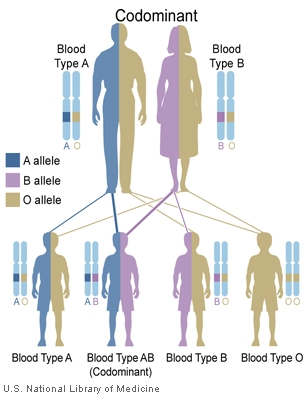 Codominant
Blood
Type A
Blood
Type B
A O
B O
A allele
B allele
O allele
A O
A B
B O
O O
Blood Type A
Blood Type AB
(Codominant)
Blood Type B
Blood Type O
U.S. National Library of Medicine